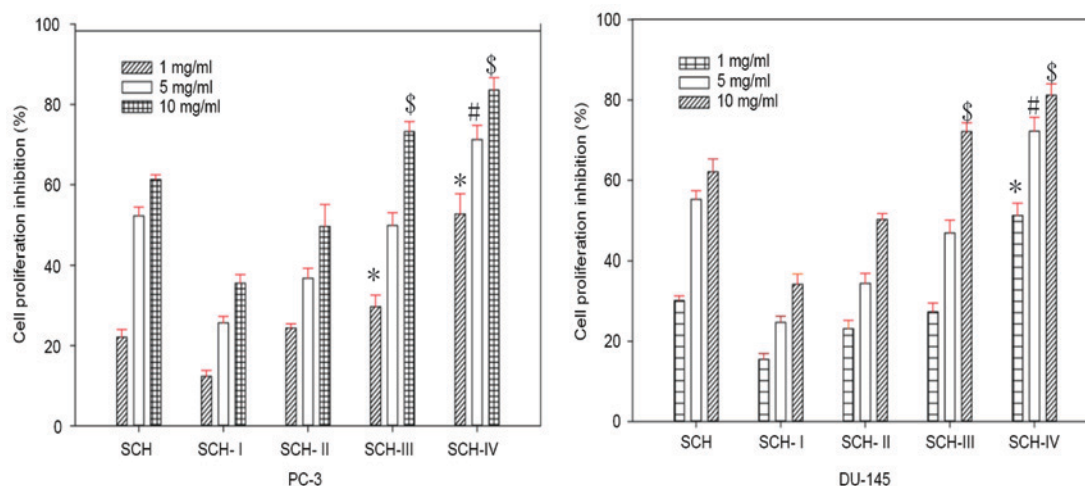 100
80
60
40
20
0
Cell proliferation inhibition (%)
1 mg/ml
5 mg/ml
10 mg/ml
*
$
*
#
$
SCH
SCH- I
SCH- II
SCH-III
SCH-IV
PC-3
100
80
60
40
20
0
Cell proliferation inhibition (%)
1 mg/ml
5 mg/ml
10 mg/ml
$
*
#
$
SCH
SCH- I
SCH- II
SCH-III
SCH-IV
DU-145